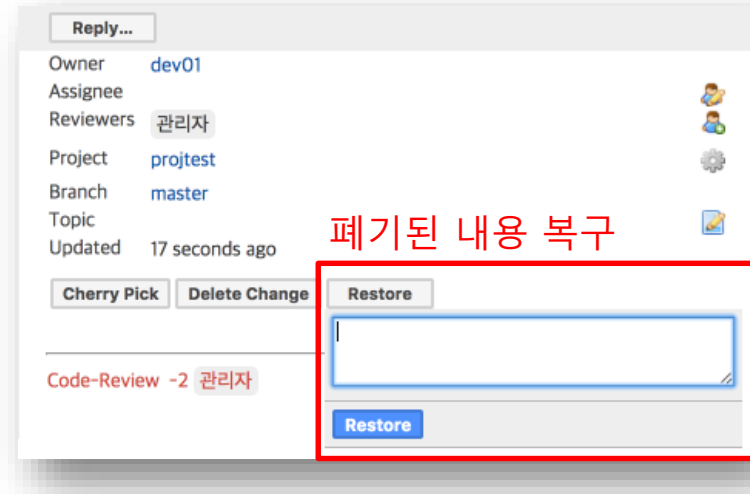 Reply...
Owner dev01
Assignee
Reviewers 관리자
Project projtest
Branch master
Topic
Updated 17 seconds ago
폐기된 내용 복구
Cherry Pick Delete Change Restore
Code-Review -2 관리자
Restore